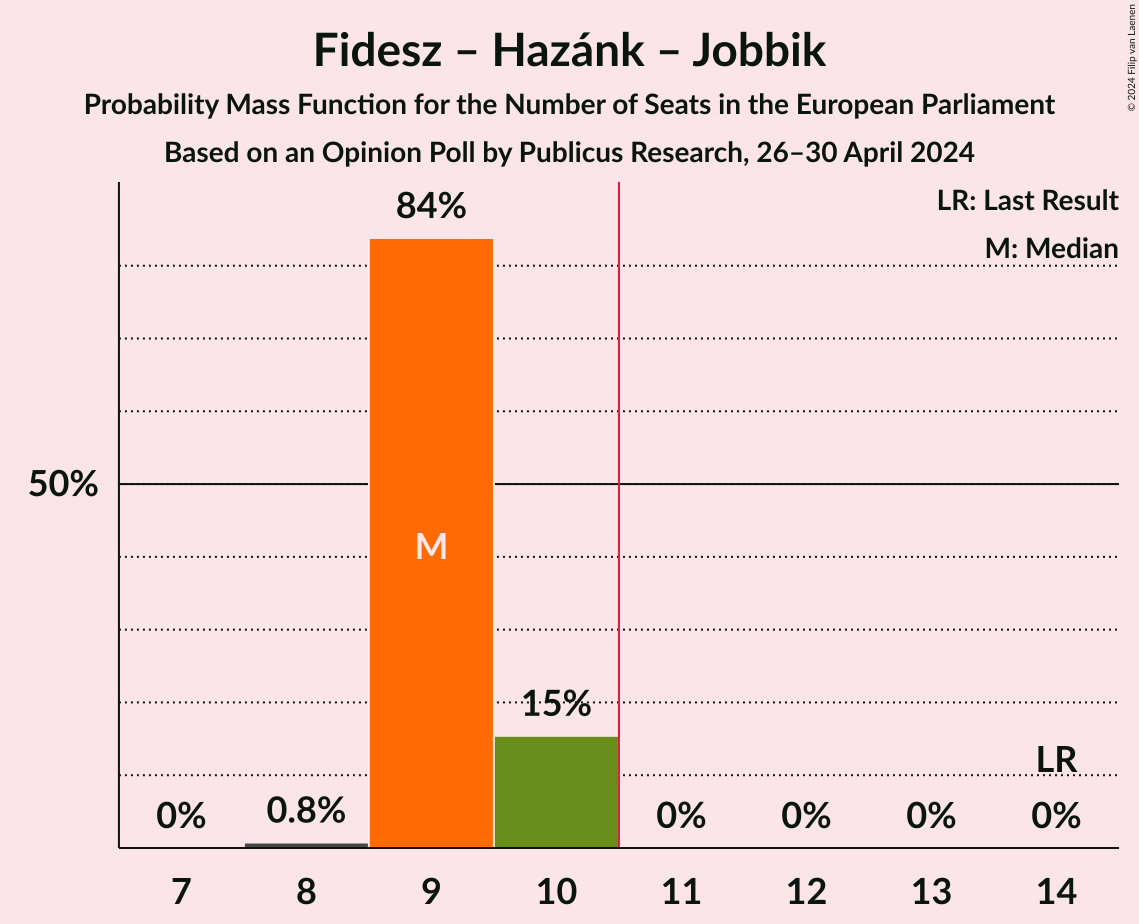 Fidesz – Hazánk – Jobbik
Probability Mass Function for the Number of Seats in the European Parliament
Based on an Opinion Poll by Publicus Research, 26–30 April 2024
© 2024 Filip van Laenen
LR: Last Result
M: Median
84%
50%
M
15%
LR
0%
0.8%
0%
0%
0%
0%
7
8
9
10
11
12
13
14